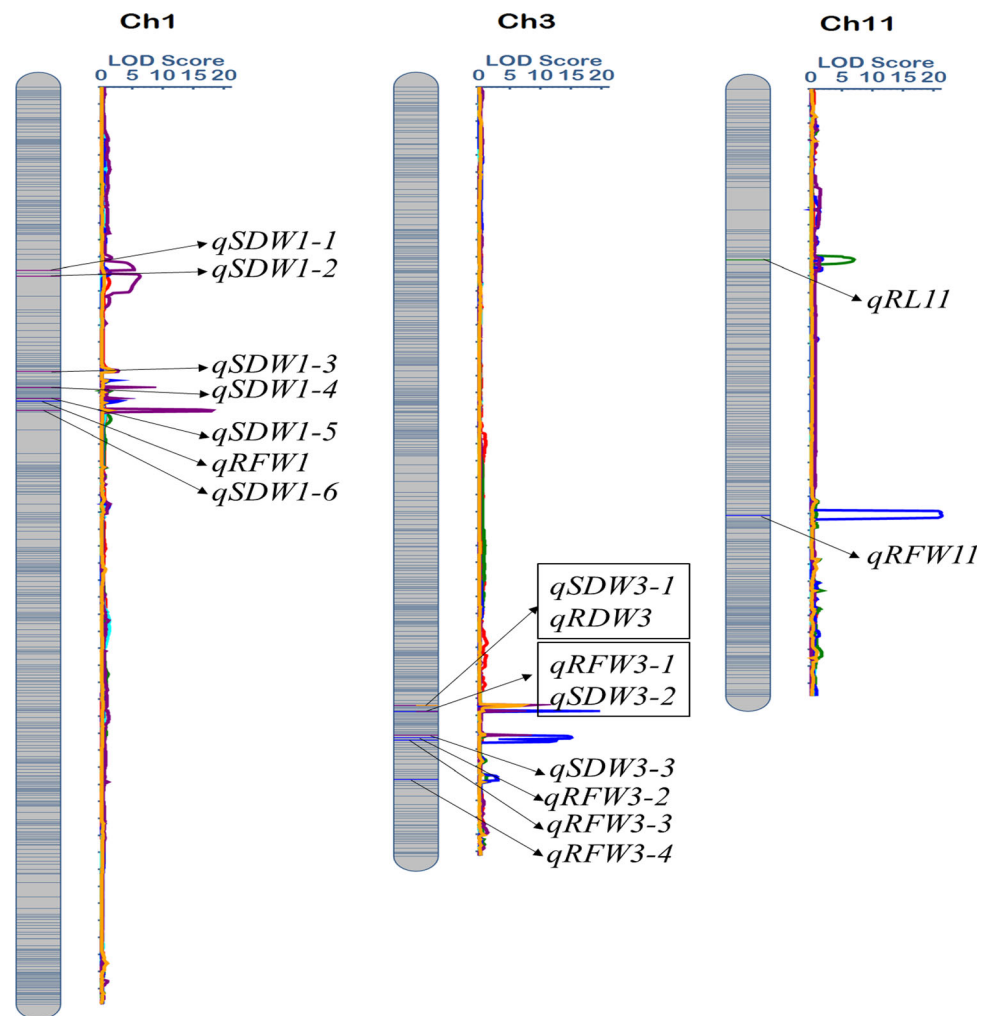 Ch1
LOD Score
0 5 10 15 20
qSDW1-1
qSDW1-2
qSDW1-3
qSDW1-4
qSDW1-5
qRFW1
qSDW1-6
Ch3
LOD Score
0 5 10 15 20
qSDW3-1
qRDW3
qRFW3-1
qSDW3-2
qSDW3-3
qRFW3-2
qRFW3-3
qRFW3-4
Ch11
LOD Score
0 5 10 15 20
qRL11
qRFW11